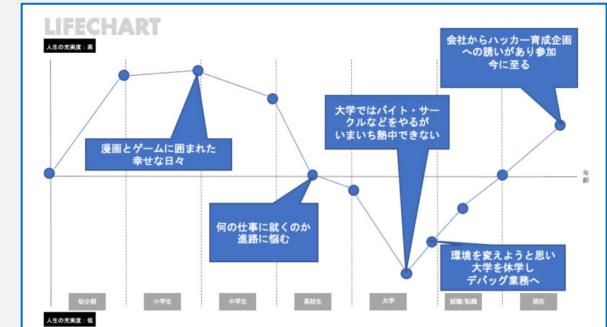 LIFECHART
人生の充実度：高
会社からハッカー育成企画
への誘いがあり参加
今に至る
大学ではバイト・サー
クルなどをやるが
いまいち熱中できない
漫画とゲームに囲まれた
幸せな日々
年齢
何の仕事に就くのか
進路に悩む
環境を変えようと思い
大学を休学し
デバッグ業務へ
幼少期
小学生
中学生
高校生
大学
就職/転職
現在
人生の充実度：低